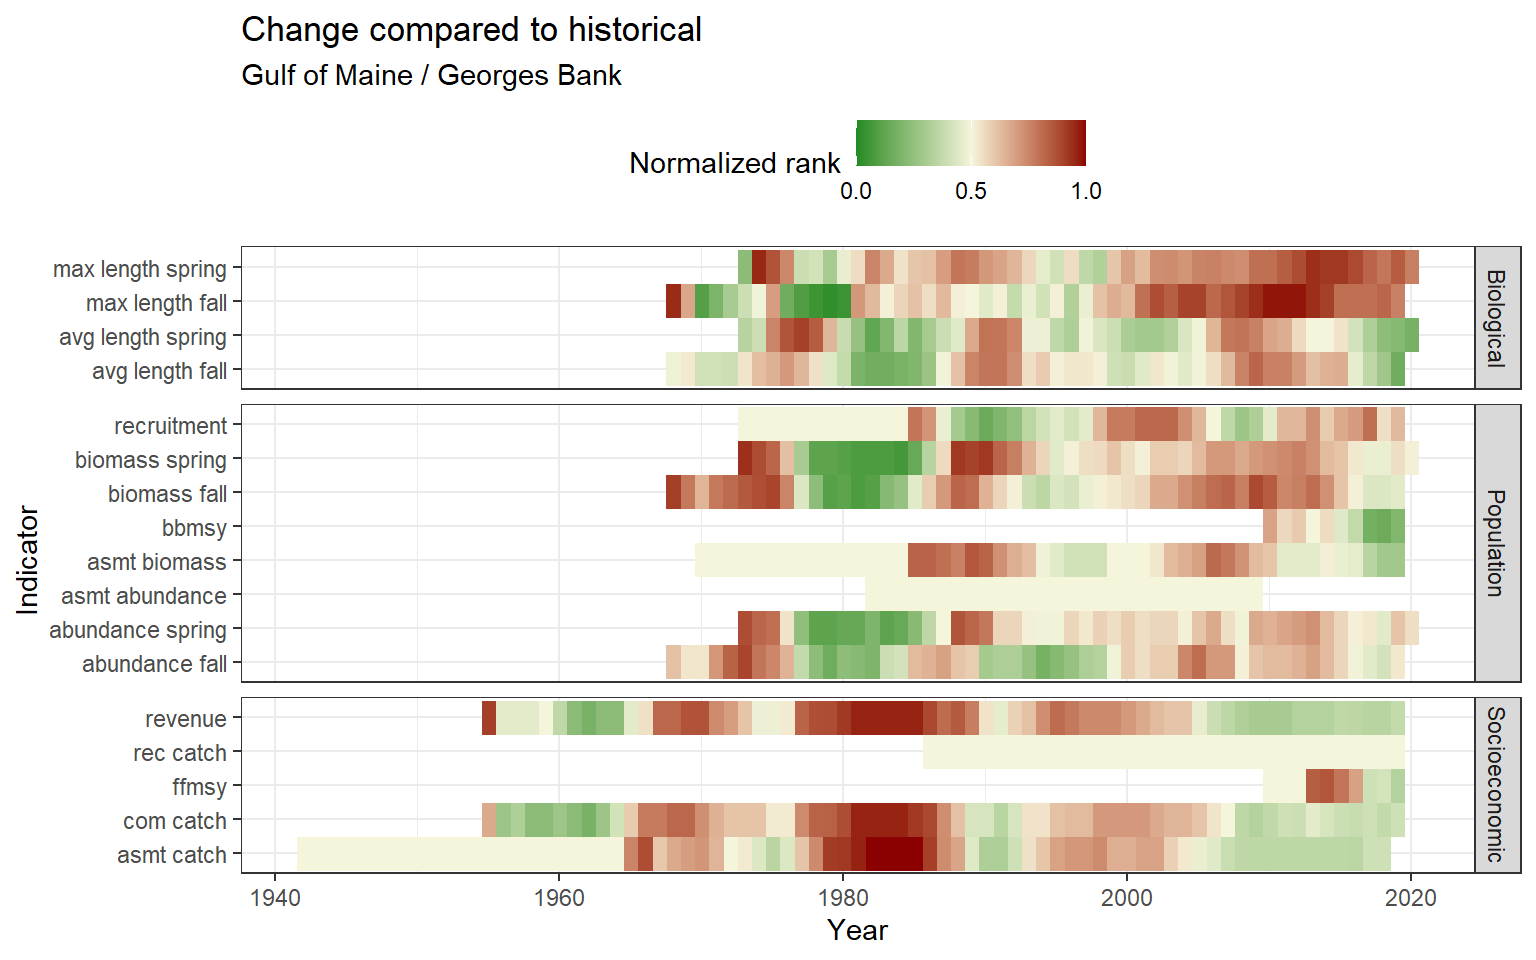 Change compared to historical
Gulf of Maine / Georges Bank
Normalized rank
0.0 0.5 1.0
max length spring
max length fall
avg length spring
avg length fall
Biological
recruitment
biomass spring
biomass fall
bbmsy
asmt biomass
asmt abundance
abundance spring
abundance fall
Population
revenue
rec catch
ffmsy
com catch
asmt catch
Socioeconomic
Indicator
1940 1960 1980 2000 2020
Year